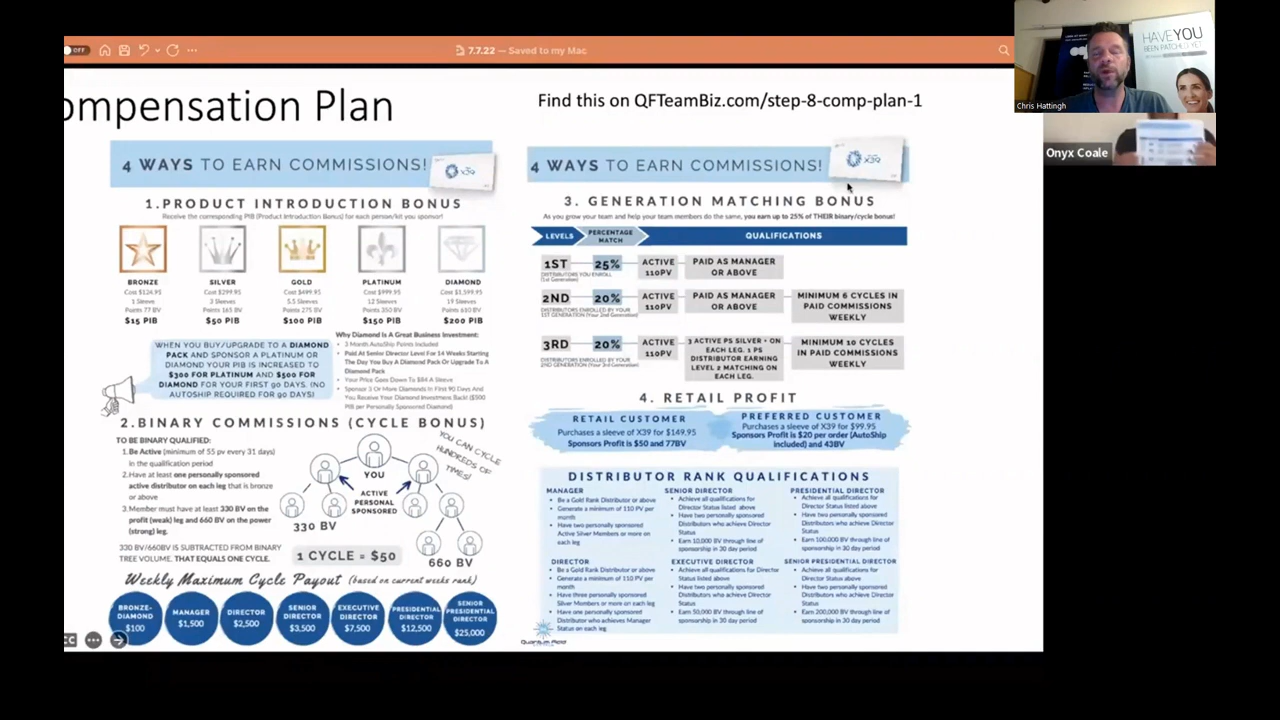 OFF
7.7.22 — Saved to my Mac
ompensation Plan
Find this on QFTeamBiz.com/step-8-comp-plan-1
4 WAYS TO EARN COMMISSIONS!
X39
1.PRODUCT INTRODUCTION BONUS
Receive the corresponding PIB (Product Introduction Bonus) for each person/kit you sponsor!
BRONZE
Cost $124.95
1 Sleeve
Points 77 BV
$15 PIB
SILVER
Cost $299.95
3 Sleeves
Points 165 BV
$50 PIB
GOLD
Cost $499.95
5.5 Sleeves
Points 275 BV
$100 PIB
PLATINUM
Cost $999.95
12 Sleeves
Points 350 BV
$150 PIB
DIAMOND
Cost $1,599.95
19 Sleeves
Points 610 BV
$200 PIB
WHEN YOU BUY/UPGRADE TO A DIAMOND
PACK AND SPONSOR A PLATINUM OR
DIAMOND YOUR PIB IS INCREASED TO
$300 FOR PLATINUM AND $500 FOR
DIAMOND FOR YOUR FIRST 90 DAYS. (NO
AUTOSHIP REQUIRED FOR 90 DAYS)
Why Diamond Is A Great Business Investment:
• 3 Month AutoShip Points Included
• Paid At Senior Director Level For 14 Weeks Starting
The Day You Buy A Diamond Pack Or Upgrade To A
Diamond Pack
• Your Price Goes Down To $84 A Sleeve
• Sponsor 3 Or More Diamonds In First 90 Days And
You Receive Your Diamond Investment Back! ($500
PIB per Personally Sponsored Diamond)
2.BINARY COMMISSIONS (CYCLE BONUS)
TO BE BINARY QUALIFIED:
1. Be Active (minimum of 55 pv every 31 days)
in the qualification period
2. Have at least one personally sponsored
active distributor on each leg that is bronze
or above
3. Member must have at least 330 BV on the
profit (weak) leg and 660 BV on the power
(strong) leg.
330 BV/660BV IS SUBTRACTED FROM BINARY
TREE VOLUME. THAT EQUALS ONE CYCLE.
YOU CAN CYCLE
HUNDREDS OF
TIMES!
YOU
ACTIVE
PERSONAL
SPONSORED
330 BV
660 BV
1 CYCLE = $50
Weekly Maximum Cycle Payout (based on current weeks rank)
BRONZE-
DIAMOND
$100
MANAGER
$1,500
DIRECTOR
$2,500
SENIOR
DIRECTOR
$3,500
EXECUTIVE
DIRECTOR
$7,500
PRESIDENTIAL
DIRECTOR
$12,500
SENIOR
PRESIDENTIAL
DIRECTOR
$25,000
CC
4 WAYS TO EARN COMMISSIONS!
X39
3. GENERATION MATCHING BONUS
As you grow your team and help your team members do the same, you earn up to 25% of THEIR binary/cycle bonus!
LEVELS
PERCENTAGE
MATCH
QUALIFICATIONS
1ST
25%
ACTIVE
110PV
PAID AS MANAGER
OR ABOVE
DISTRIBUTORS YOU ENROLL
(1st Generation)
2ND
20%
ACTIVE
110PV
PAID AS MANAGER
OR ABOVE
MINIMUM 6 CYCLES IN
PAID COMMISSIONS
WEEKLY
DISTRIBUTORS ENROLLED BY YOUR
1ST GENERATION (Your 2nd Generation)
3RD
20%
ACTIVE
110PV
3 ACTIVE PS SILVER + ON
EACH LEG. 1 PS
DISTRIBUTOR EARNING
LEVEL 2 MATCHING ON
EACH LEG.
MINIMUM 10 CYCLES
IN PAID COMMISSIONS
WEEKLY
DISTRIBUTORS ENROLLED BY YOUR
2ND GENERATION (Your 3rd Generation)
4. RETAIL PROFIT
RETAIL CUSTOMER
Purchases a sleeve of X39 for $149.95
Sponsors Profit is $50 and 77BV
PREFERRED CUSTOMER
Purchases a sleeve of X39 for $99.95
Sponsors Profit is $20 per order (AutoShip
included) and 43BV
DISTRIBUTOR RANK QUALIFICATIONS
MANAGER
• Be a Gold Rank Distributor or above
• Generate a minimum of 110 PV per
month
• Have two personally sponsored
Active Silver Members or more on
each leg
SENIOR DIRECTOR
• Achieve all qualifications for
Director Status listed above
• Have two personally sponsored
Distributors who achieve Director
Status
• Earn 10,000 BV through line of
sponsorship in 30 day period
PRESIDENTIAL DIRECTOR
• Achieve all qualifications for
Director Status listed above
• Have two personally sponsored
Distributors who achieve Director
Status
• Earn 100,000 BV through line of
sponsorship in 30 day period
DIRECTOR
• Be a Gold Rank Distributor or above
• Generate a minimum of 110 PV per
month
• Have three personally sponsored
Silver Members or more on each leg
• Have one personally sponsored
Distributor who achieves Manager
Status on each leg
EXECUTIVE DIRECTOR
• Achieve all qualifications for Director
Status listed above
• Have two personally sponsored
Distributors who achieve Director
Status
• Earn 50,000 BV through line of
sponsorship in 30 day period
SENIOR PRESIDENTIAL DIRECTOR
• Achieve all qualifications for
Director Status above
• Have two personally sponsored
Distributors who achieve Director
Status
• Earn 200,000 BV through line of
sponsorship in 30 day period
Quantum Field
HAVE YOU
BEEN PATCHED YET
Chris Hattingh
Onyx Coale